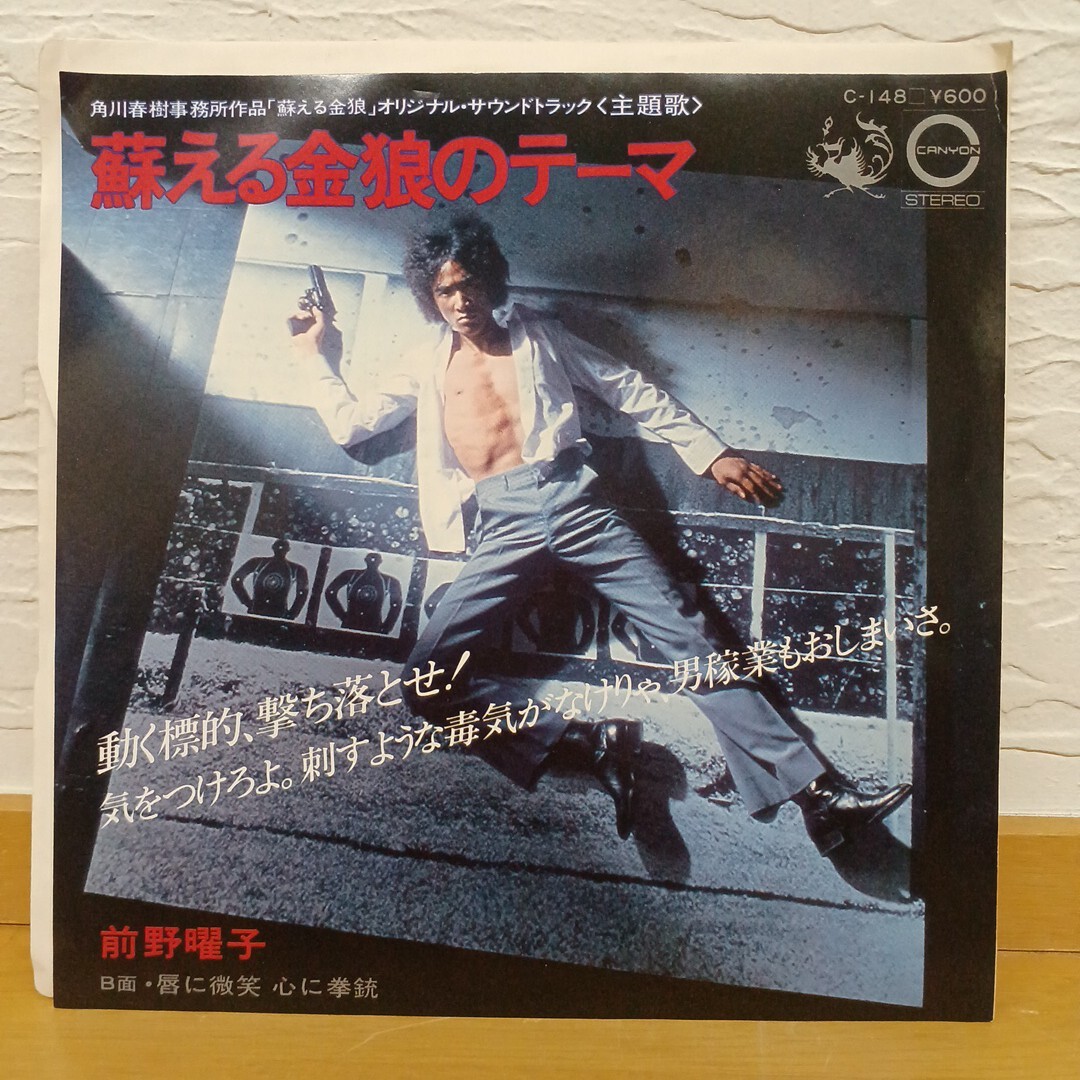 角川春樹事務所作品「蘇える金狼」オリジナル・サウンドトラック〈主題歌〉
C-148 ¥600
蘇える金狼のテーマ
CANYON
STEREO
動く標的、撃ち落とせ!
気をつけろよ。刺すような毒気がなけりゃ、男稼業もおしまいさ。
前野曜子
B面・唇に微笑 心に拳銃